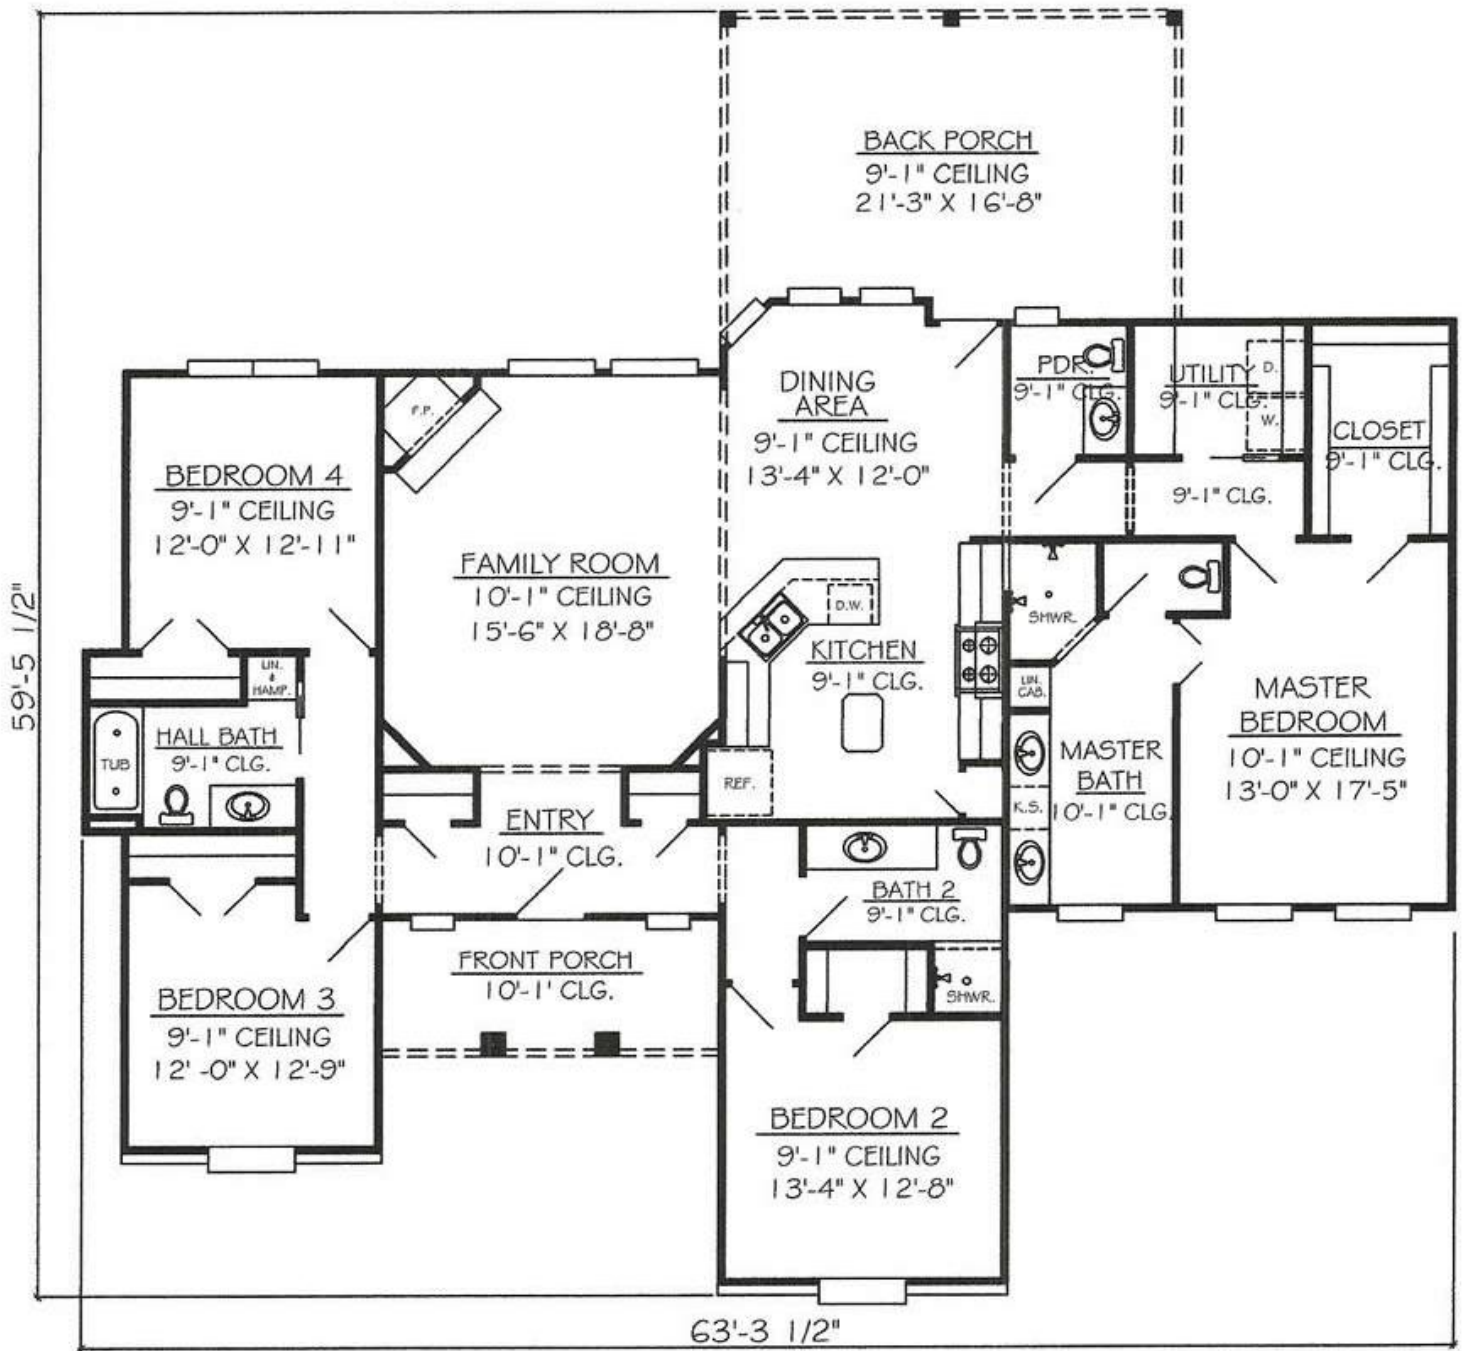 BACK PORCH
9'-1" CEILING
21'-3" X 16'-8"
DINING
AREA
9'-1" CEILING
13'-4" X 12'-0"
PDR.
9'-1" CLG.
UTILITY
9'-1" CLG.
D.
W.
CLOSET
9'-1" CLG.
9'-1" CLG.
F.P.
BEDROOM 4
9'-1" CEILING
12'-0" X 12'-11"
FAMILY ROOM
10'-1" CEILING
15'-6" X 18'-8"
D.W.
KITCHEN
9'-1" CLG.
SHWR.
LIN.
CAB.
MASTER
BEDROOM
10'-1" CEILING
13'-0" X 17'-5"
59'-5 1/2"
LIN.
&
HAMP.
HALL BATH
9'-1" CLG.
TUB
REF.
MASTER
BATH
10'-1" CLG.
K.S.
ENTRY
10'-1" CLG.
BATH 2
9'-1" CLG.
SHWR.
FRONT PORCH
10'-1' CLG.
BEDROOM 3
9'-1" CEILING
12' -0" X 12'-9"
BEDROOM 2
9'-1" CEILING
13'-4" X 12'-8"
63'-3 1/2"